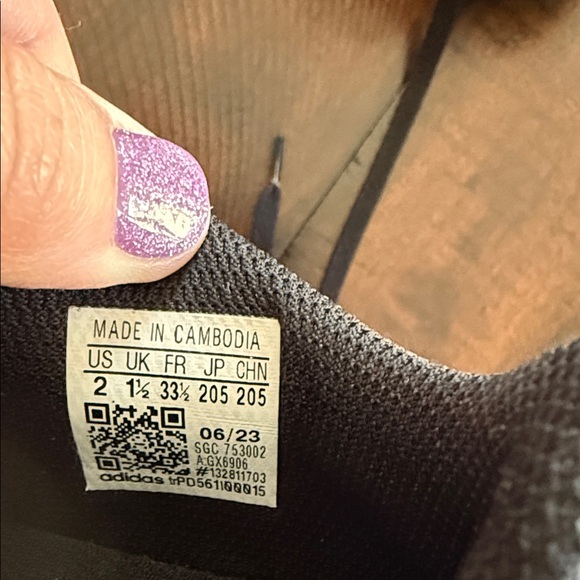 MADE IN CAMBODIA
US UK FR JP CHN
2 1½ 33½ 205 205
06/23
SGC 753002
A:GX6906
#132811703
adidas trPD561I00015